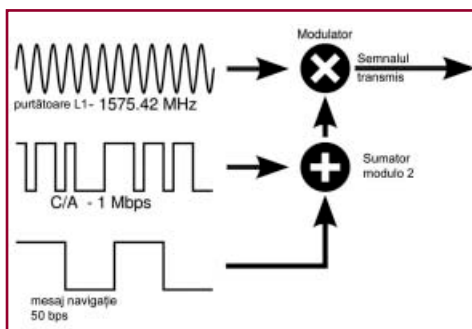 Modulator
Semnalul
transmis
purtătoare L1- 1575.42 MHz
C/A - 1 Mbps
Sumator
modulo 2
mesaj navigație
50 bps